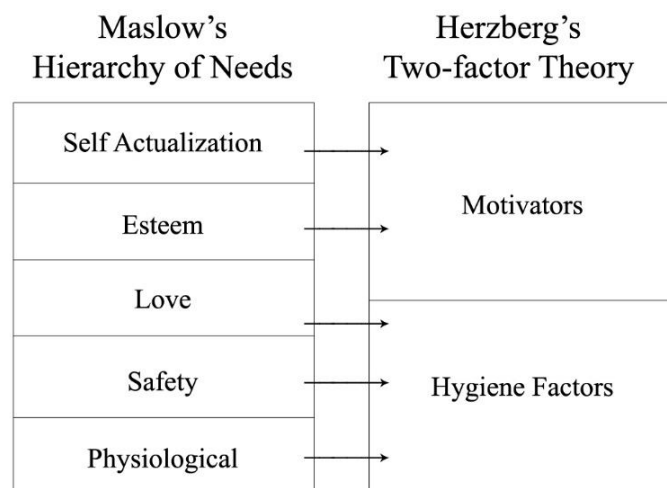 Maslow’s
Hierarchy of Needs
Herzberg’s
Two-factor Theory
Self Actualization
Esteem
Love
Safety
Physiological
Motivators
Hygiene Factors